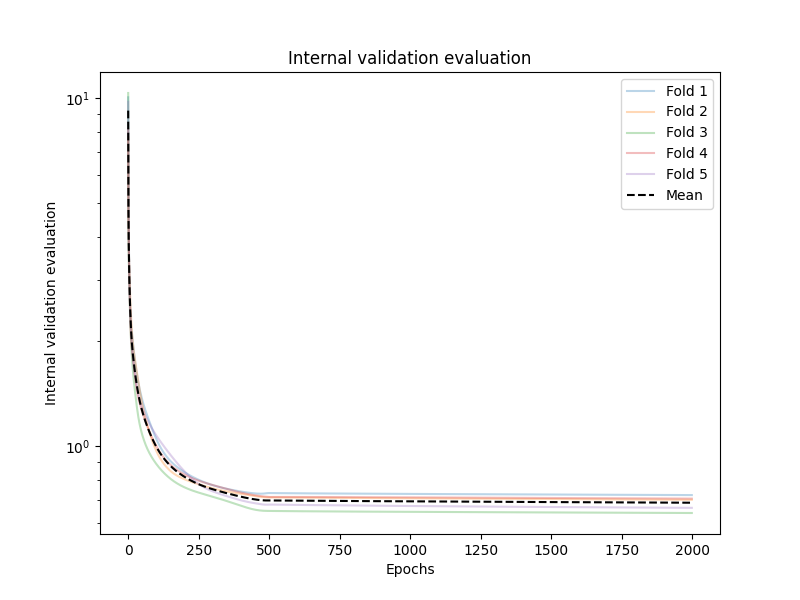 Internal validation evaluation
Internal validation evaluation
10¹
10⁰
0 250 500 750 1000 1250 1500 1750 2000
Epochs
Fold 1
Fold 2
Fold 3
Fold 4
Fold 5
Mean